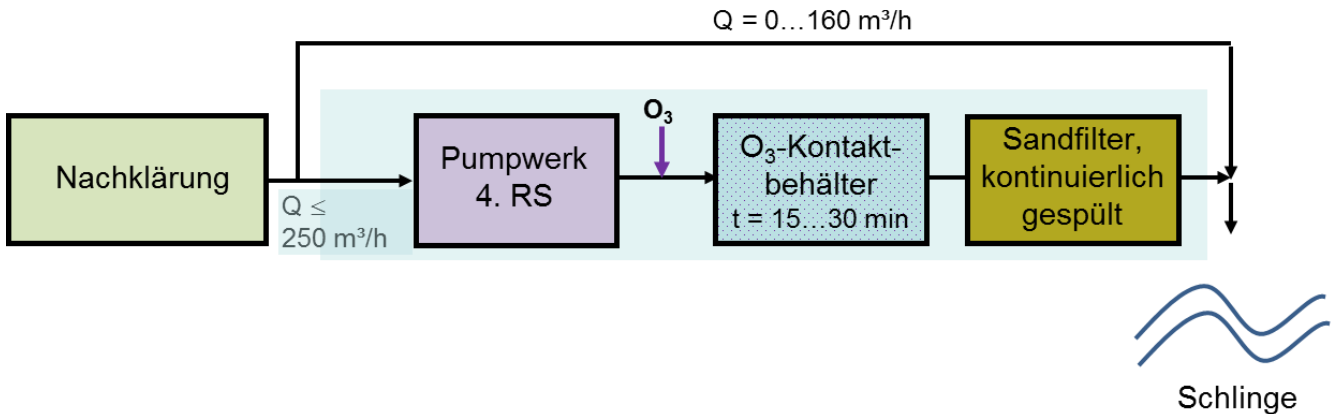 Q = 0…160 m³/h
Nachklärung
Q ≤
250 m³/h
Pumpwerk
4. RS
O₃
O₃-Kontakt-
behälter
t = 15…30 min
Sandfilter,
kontinuierlich
gespült
Schlinge